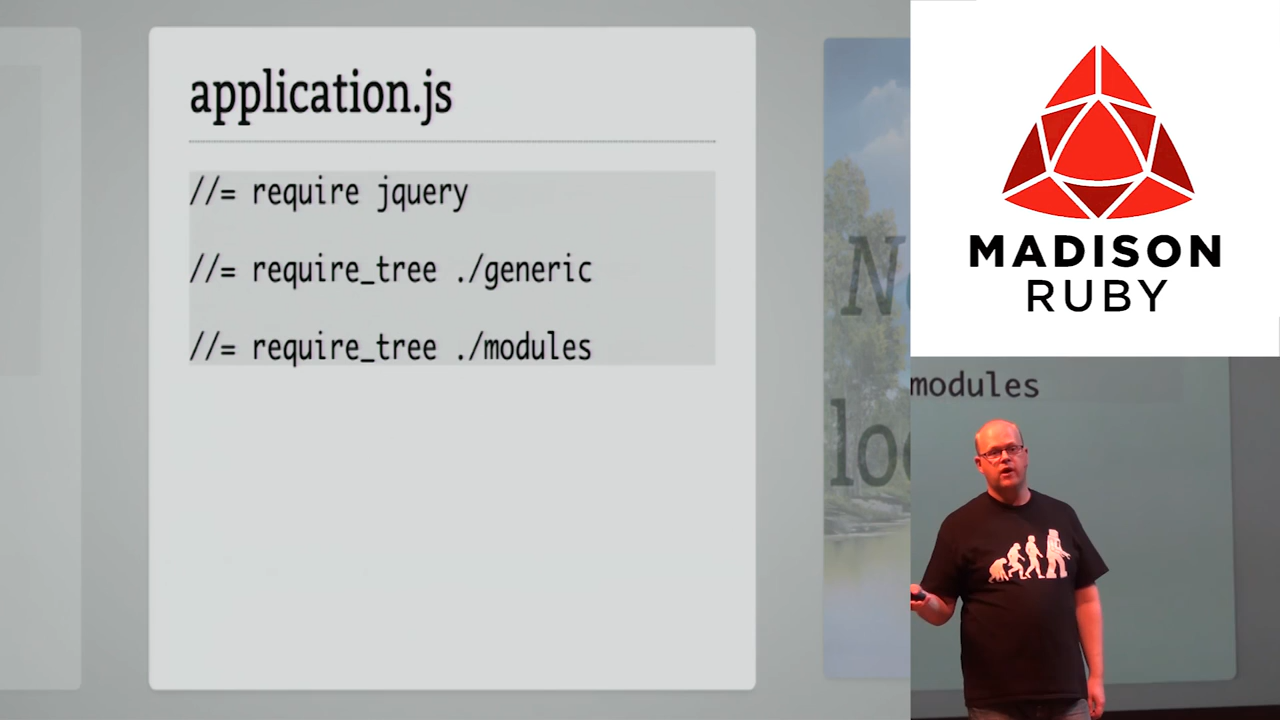 application.js
//= require jquery
//= require_tree ./generic
//= require_tree ./modules
MADISON
RUBY
modules